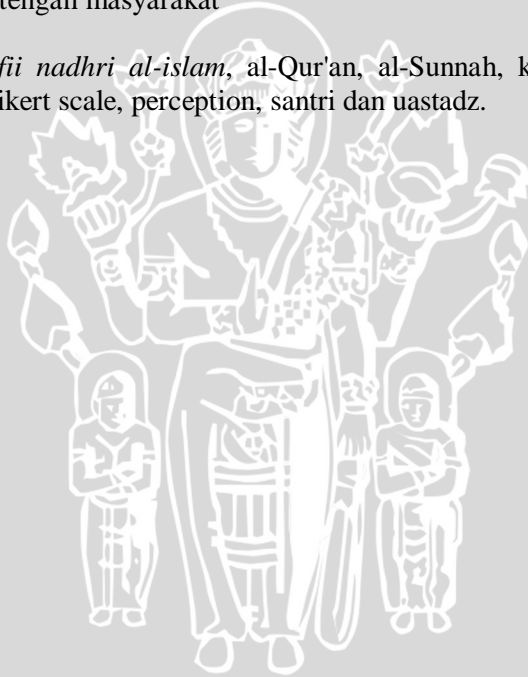 tengah masyarakat
fii nadhri al-islam, al-Qur'an, al-Sunnah,
ikert scale, perception, santri dan uastadz.